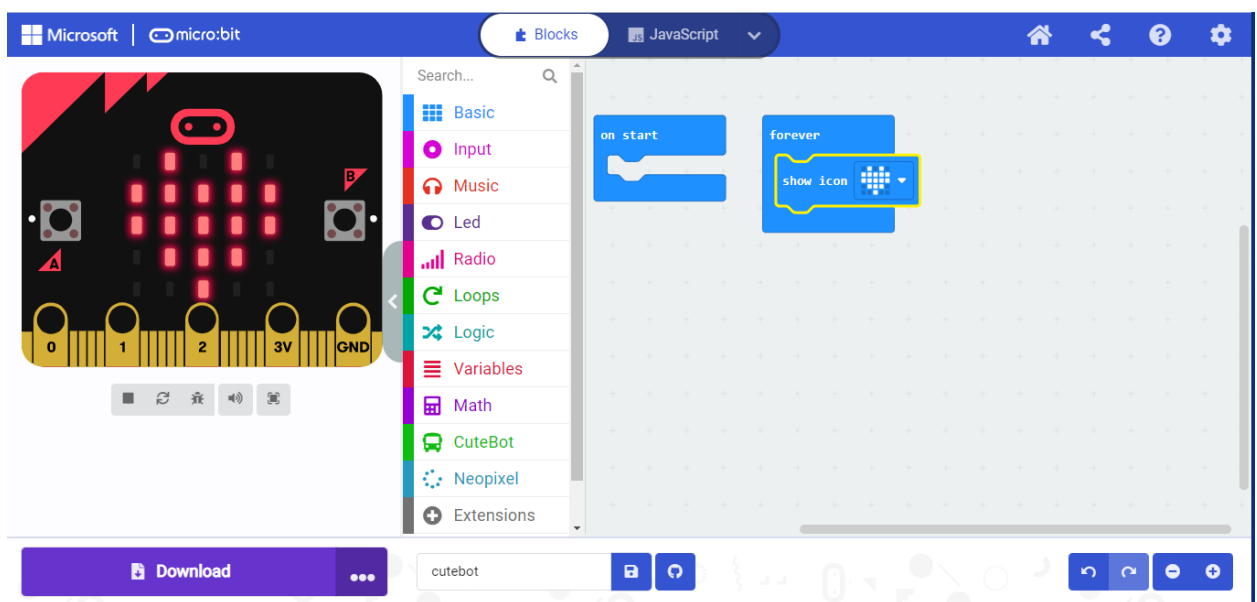 Microsoft micro:bit Blocks JS JavaScript
Search...
Basic
Input
Music
Led
Radio
Loops
Logic
Variables
Math
CuteBot
Neopixel
Extensions
on start
forever
show icon
B
A
0 1 2 3V GND
Download
cutebot